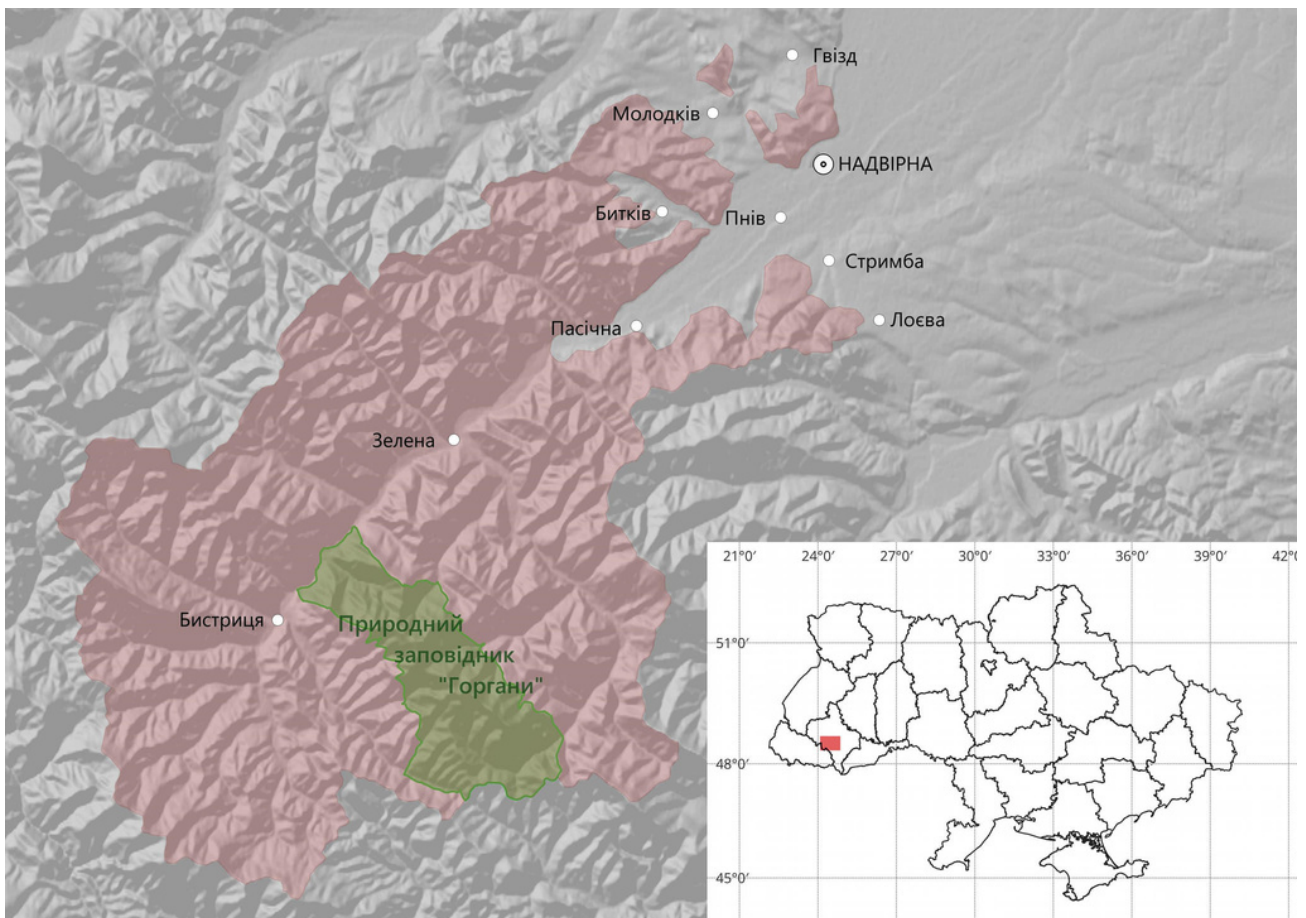 Гвізд
Молодків
НАДВІРНА
Битків
Пнів
Стримба
Пасічна
Лоєва
Зелена
Бистриця
Природний
заповідник
"Горгани"
21°0′ 24°0′ 27°0′ 30°0′ 33°0′ 36°0′ 39°0′ 42°
51°0′
48°0′
45°0′